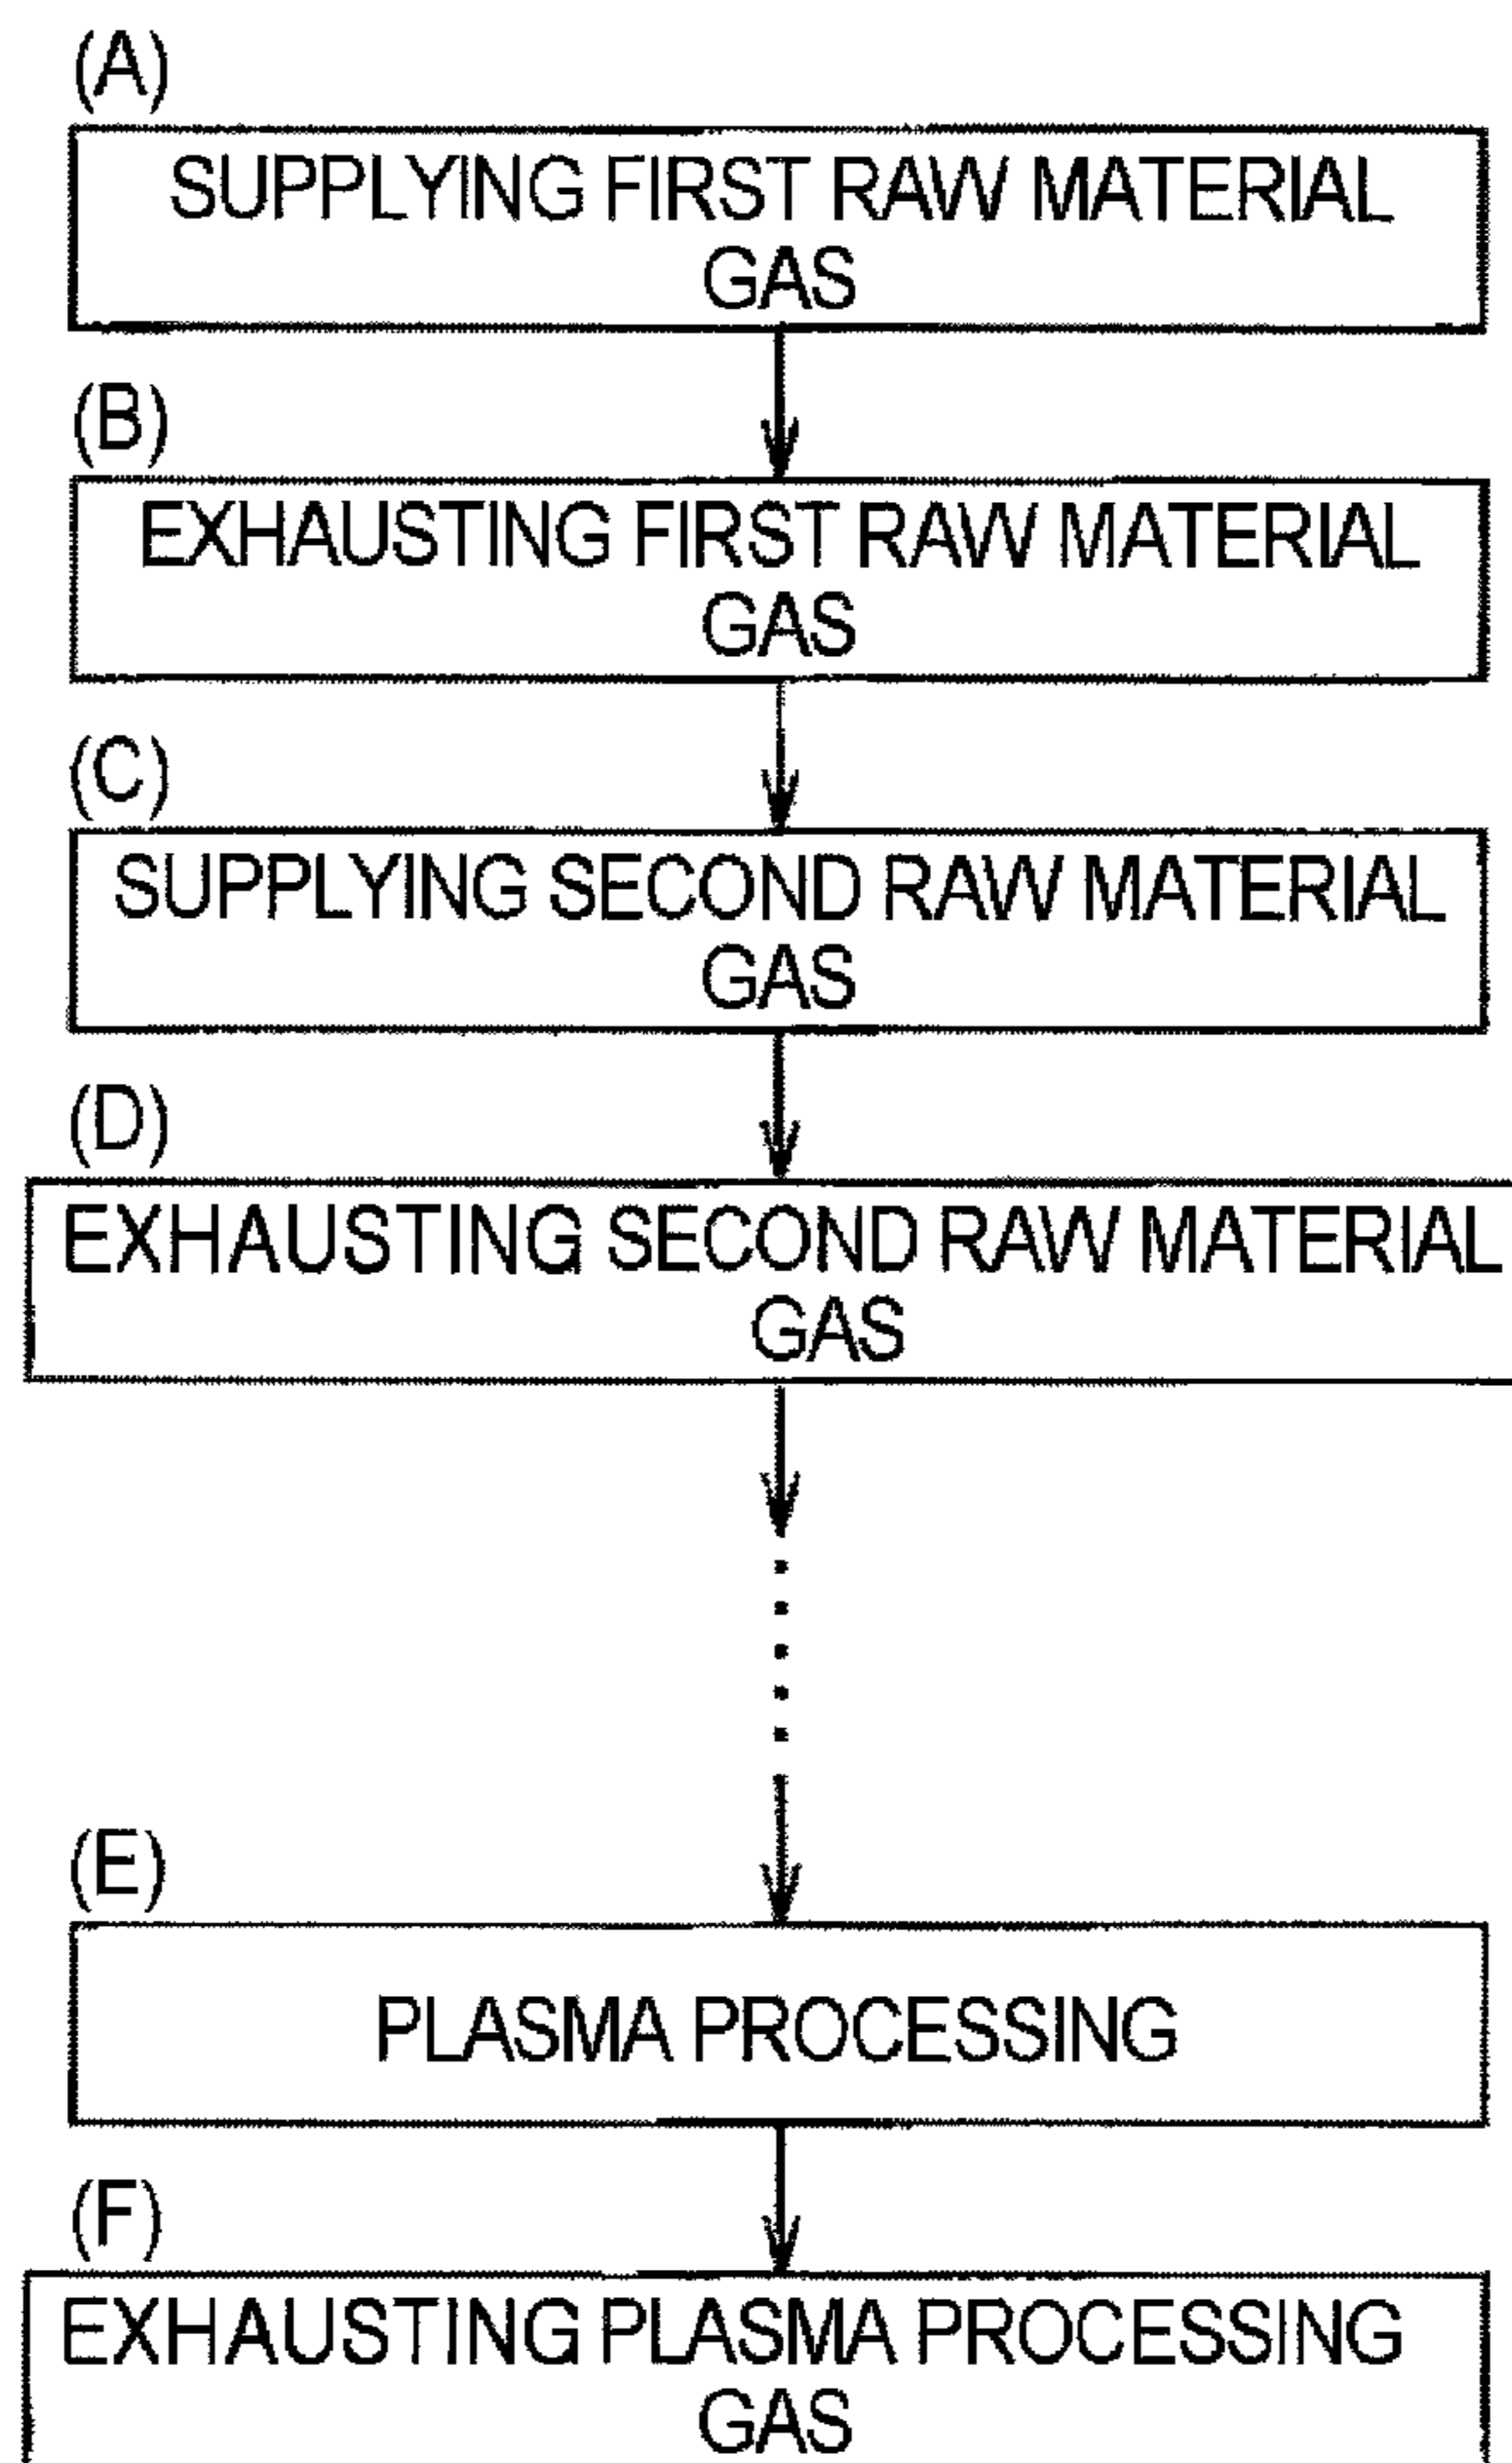 (A)
SUPPLYING FIRST RAW MATERIAL
GAS
(B)
EXHAUSTING FIRST RAW MATERIAL
GAS
(C)
SUPPLYING SECOND RAW MATERIAL
GAS
(D)
EXHAUSTING SECOND RAW MATERIAL
GAS
(E)
PLASMA PROCESSING
(F)
EXHAUSTING PLASMA PROCESSING
GAS